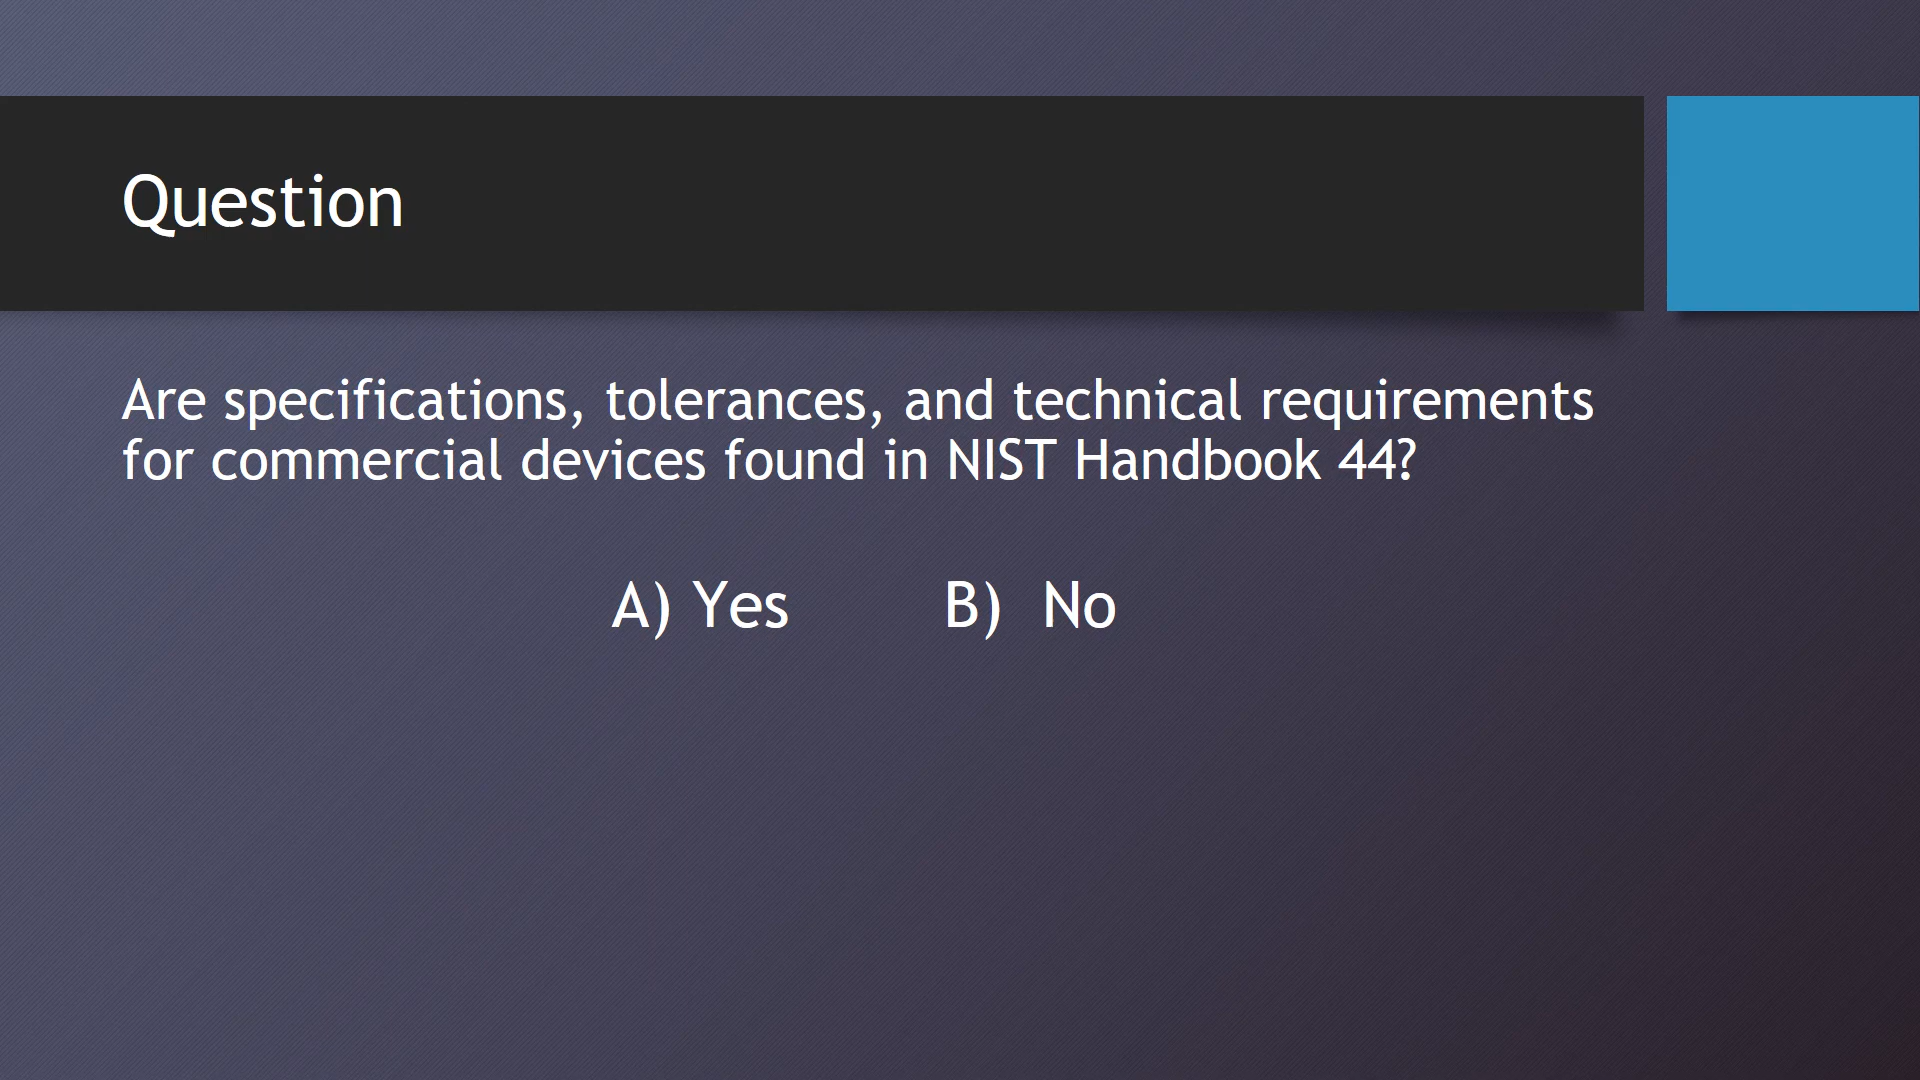 Question
Are specifications, tolerances, and technical requirements
for commercial devices found in NIST Handbook 44?
A) Yes B) No